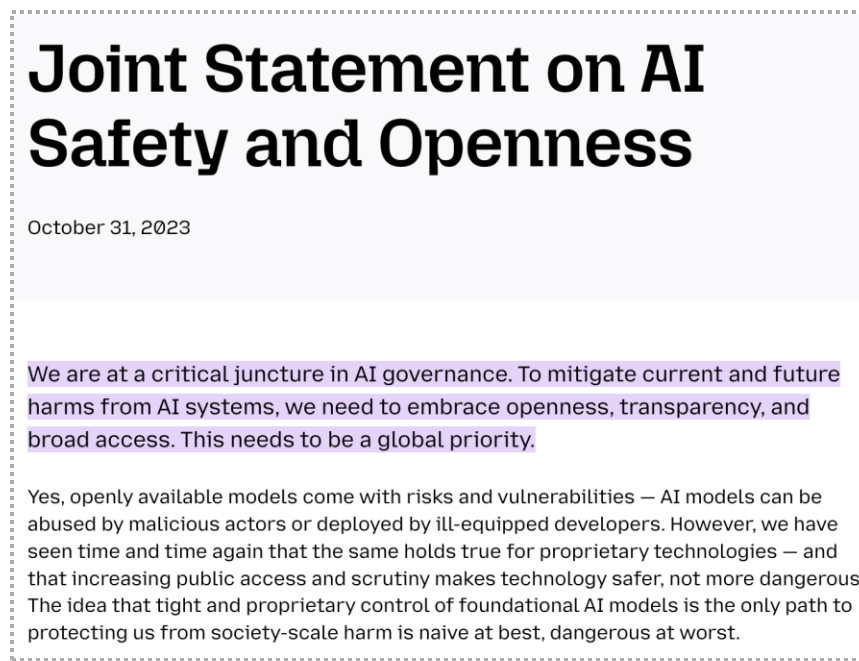 Joint Statement on AI
Safety and Openness
October 31, 2023
We are at a critical juncture in AI governance. To mitigate current and future
harms from AI systems, we need to embrace openness, transparency, and
broad access. This needs to be a global priority.
Yes, openly available models come with risks and vulnerabilities — AI models can be
abused by malicious actors or deployed by ill-equipped developers. However, we have
seen time and time again that the same holds true for proprietary technologies — and
that increasing public access and scrutiny makes technology safer, not more dangerous
The idea that tight and proprietary control of foundational AI models is the only path to
protecting us from society-scale harm is naive at best, dangerous at worst.